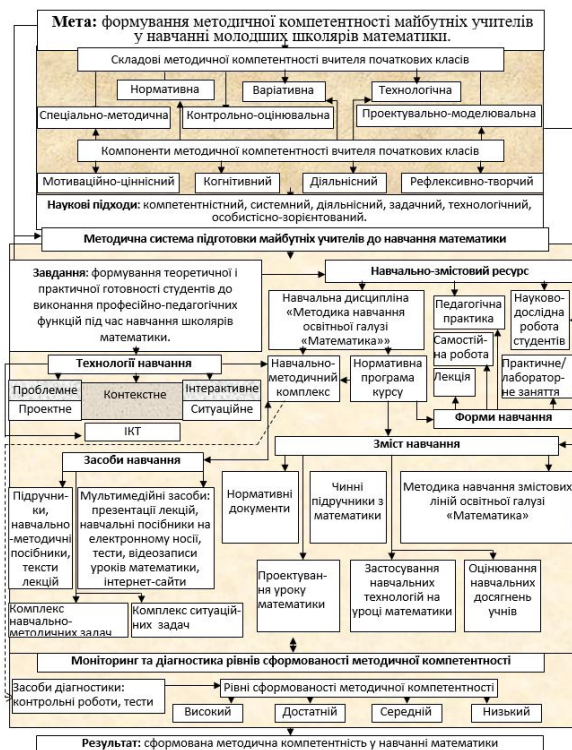 Мета: формування методичної компетентності майбутніх учителів
у навчанні молодших школярів математики.
Складові методичної компетентності вчителя початкових класів
Нормативна
Варіативна
Технологічна
Спеціально-методична
Контрольно-оцінювальна
Проектувально-моделювальна
Компоненти методичної компетентності вчителя початкових класів
Мотиваційно-ціннісний
Когнітивний
Діяльнісний
Рефлексивно-творчий
Наукові підходи: компетентністний, системний, діяльнісний, задачний, технологічний,
особистісно-зорієнтований.
Методична система підготовки майбутніх учителів до навчання математики
Завдання: формування теоретичної і
практичної готовності студентів до
виконання професійно-педагогічних
функцій під час навчання школярів
математики.
Навчально-змістовий ресурс
Навчальна дисципліна
«Методика навчання
освітньої галузі
«Математика»»
Педагогічна
практика
Науково-
дослідна
робота
студентів
Самостій-
на робота
Лекція
Практичне/
лаборатор-
не заняття
Технології навчання
Проблемне
Контекстне
Інтерактивне
Проектне
Ситуаційне
ІКТ
Навчально-
методичний
комплекс
Нормативна
програма
курсу
Форми навчання
Зміст навчання
Засоби навчання
Підручни-
ки,
навчально-
методичні
посібники,
тексти
лекцій
Мультимедійні засоби:
презентації лекцій,
навчальні посібники на
електронному носії,
тести, відеозаписи
уроків математики,
інтернет-сайти
Нормативні
документи
Чинні
підручники з
математики
Методика навчання змістових
ліній освітньої галузі
«Математика»
Проектуван-
ня уроку
математики
Застосування
навчальних
технологій на
уроці математики
Оцінювання
навчальних
досягнень
учнів
Комплекс
навчально-
методичних задач
Комплекс ситуацій-
них задач
Моніторинг та діагностика рівнів сформованості методичної компетентності
Засоби діагностики:
контрольні роботи, тести
Рівні сформованості методичної компетентності
Високий
Достатній
Середній
Низький
Результат: сформована методична компетентність у навчанні математики